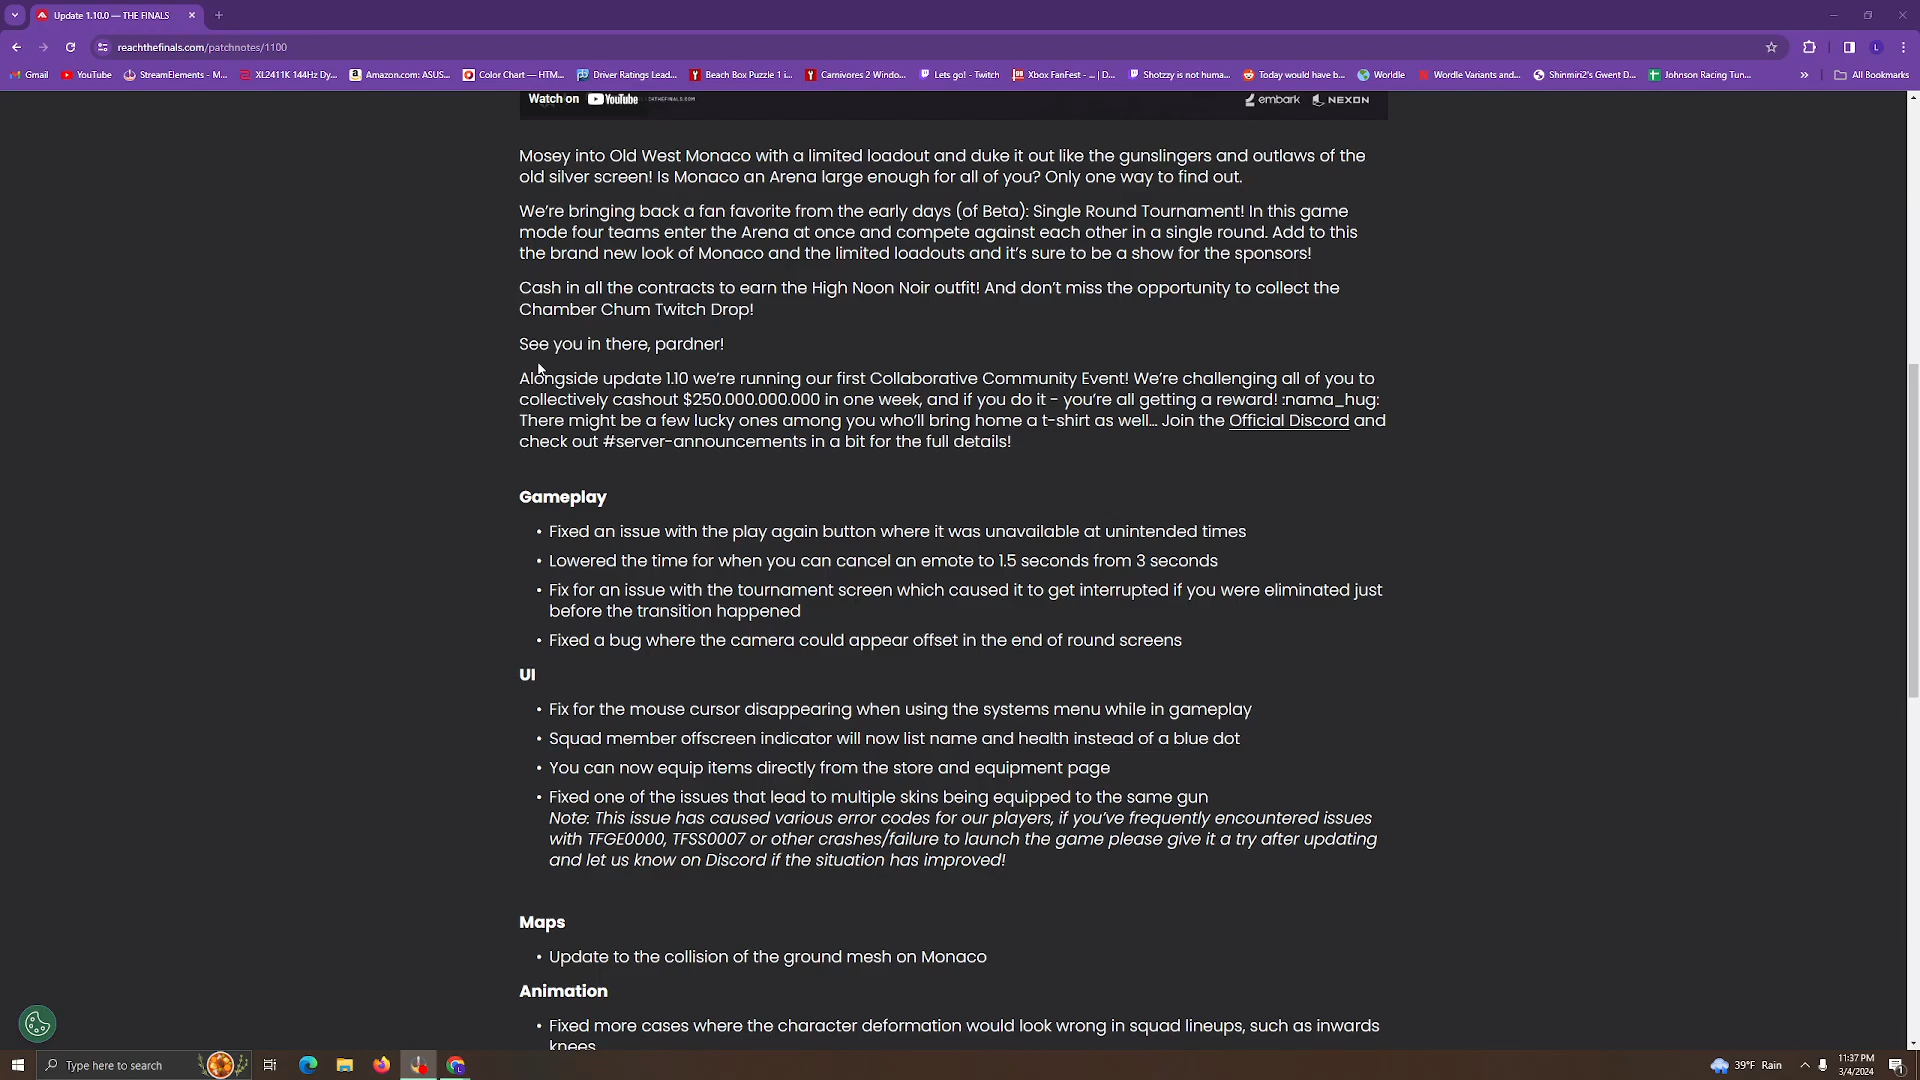 Update 1.10.0 — THE FINALS
reachthefinals.com/patchnotes/1100
Gmail YouTube StreamElements - M... XL2411K 144Hz Dy... Amazon.com: ASUS... Color Chart — HTM... Driver Ratings Lead... Beach Box Puzzle 1 i... Carnivores 2 Windo... Lets go! - Twitch Xbox FanFest - ... | D... Shotzzy is not huma... Today would have b... Worldle Wordle Variants and... Shinmiri2's Gwent D... Johnson Racing Tun... » All Bookmarks
Watch on YouTube embark NEXON
Mosey into Old West Monaco with a limited loadout and duke it out like the gunslingers and outlaws of the
old silver screen! Is Monaco an Arena large enough for all of you? Only one way to find out.
We're bringing back a fan favorite from the early days (of Beta): Single Round Tournament! In this game
mode four teams enter the Arena at once and compete against each other in a single round. Add to this
the brand new look of Monaco and the limited loadouts and it's sure to be a show for the sponsors!
Cash in all the contracts to earn the High Noon Noir outfit! And don't miss the opportunity to collect the
Chamber Chum Twitch Drop!
See you in there, pardner!
Alongside update 1.10 we're running our first Collaborative Community Event! We're challenging all of you to
collectively cashout $250.000.000.000 in one week, and if you do it - you're all getting a reward! :nama_hug:
There might be a few lucky ones among you who'll bring home a t-shirt as well... Join the Official Discord and
check out #server-announcements in a bit for the full details!
Gameplay
• Fixed an issue with the play again button where it was unavailable at unintended times
• Lowered the time for when you can cancel an emote to 1.5 seconds from 3 seconds
• Fix for an issue with the tournament screen which caused it to get interrupted if you were eliminated just
before the transition happened
• Fixed a bug where the camera could appear offset in the end of round screens
UI
• Fix for the mouse cursor disappearing when using the systems menu while in gameplay
• Squad member offscreen indicator will now list name and health instead of a blue dot
• You can now equip items directly from the store and equipment page
• Fixed one of the issues that lead to multiple skins being equipped to the same gun
Note: This issue has caused various error codes for our players, if you've frequently encountered issues
with TFGE0000, TFSS0007 or other crashes/failure to launch the game please give it a try after updating
and let us know on Discord if the situation has improved!
Maps
• Update to the collision of the ground mesh on Monaco
Animation
• Fixed more cases where the character deformation would look wrong in squad lineups, such as inwards
knees
Type here to search
39°F Rain
11:37 PM
3/4/2024